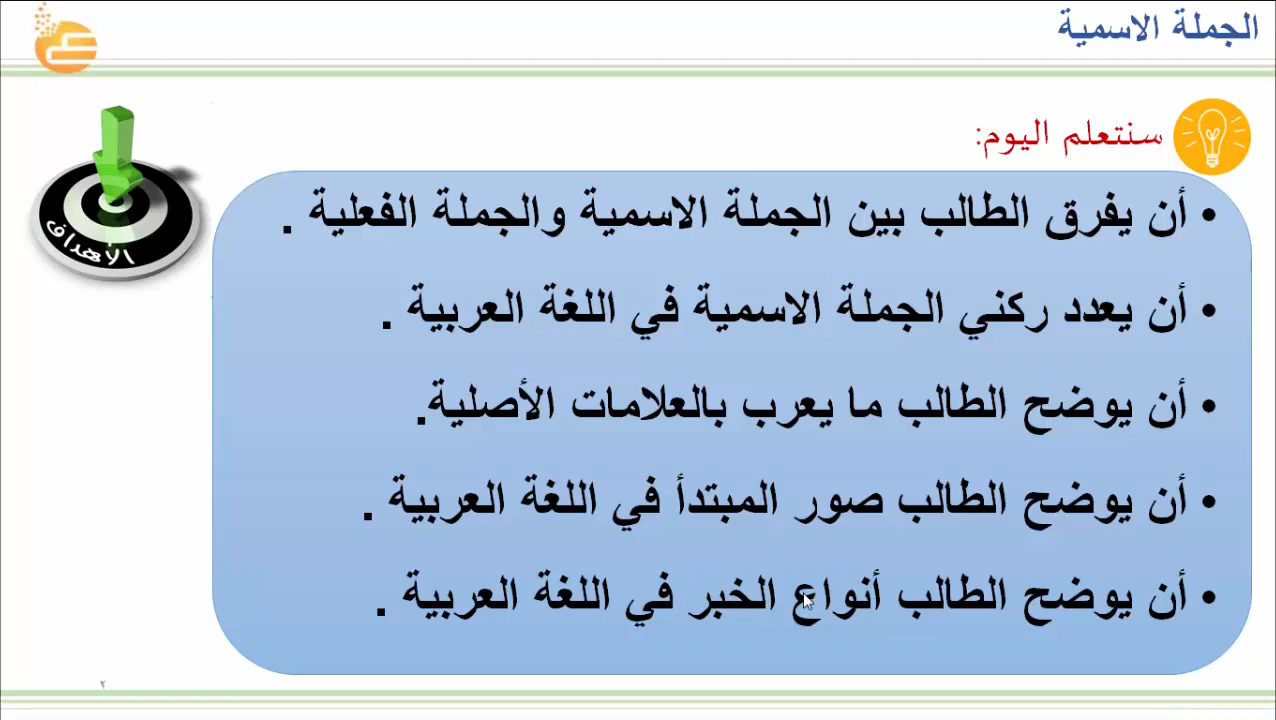 الجملة الاسمية
سنتعلم اليوم:
• أن يفرق الطالب بين الجملة الاسمية والجملة الفعلية .
• أن يعدد ركني الجملة الاسمية في اللغة العربية .
• أن يوضح الطالب ما يعرب بالعلامات الأصلية.
• أن يوضح الطالب صور المبتدأ في اللغة العربية .
• أن يوضح الطالب أنواع الخبر في اللغة العربية .
الأهداف
٢